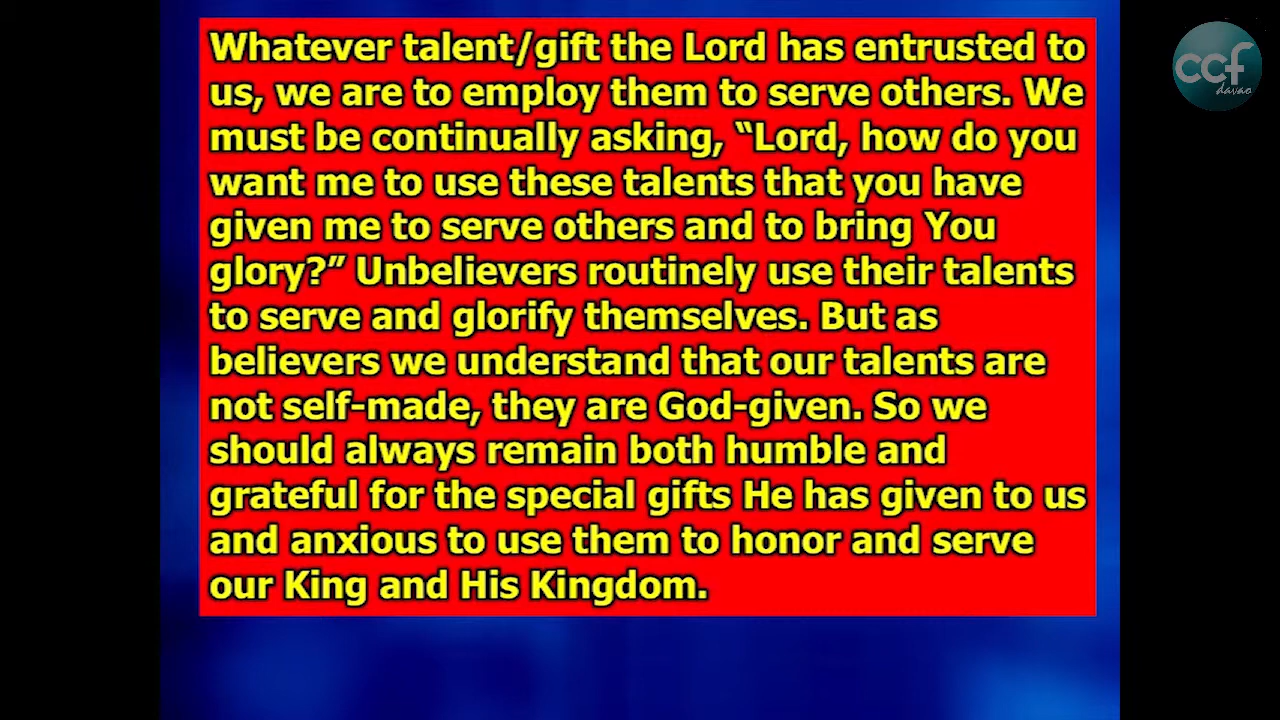 Whatever talent/gift the Lord has entrusted to
us, we are to employ them to serve others. We
must be continually asking, “Lord, how do you
want me to use these talents that you have
given me to serve others and to bring You
glory?” Unbelievers routinely use their talents
to serve and glorify themselves. But as
believers we understand that our talents are
not self-made, they are God-given. So we
should always remain both humble and
grateful for the special gifts He has given to us
and anxious to use them to honor and serve
our King and His Kingdom.
ccf
davao